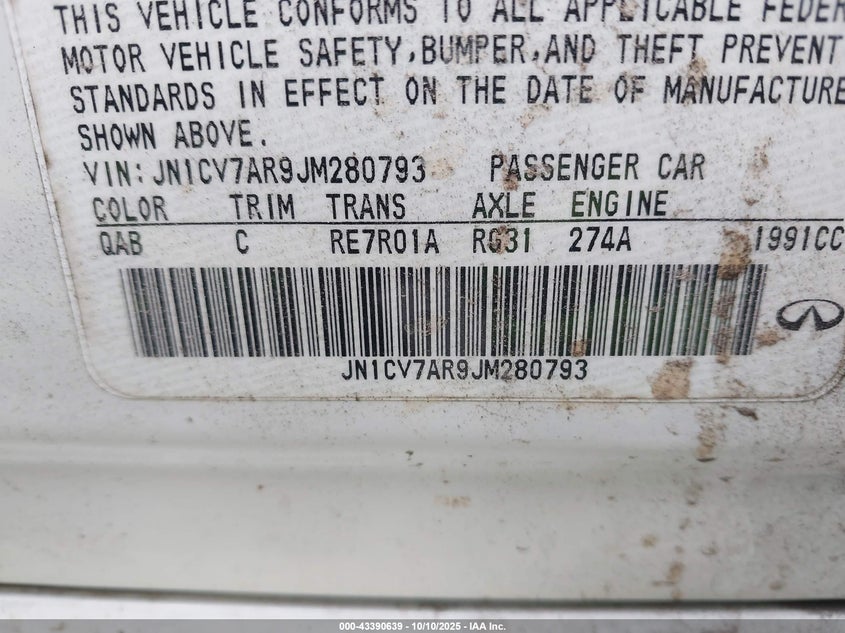 THIS VEHICLE CONFORMS TO ALL APPLICABLE FEDER
MOTOR VEHICLE SAFETY, BUMPER, AND THEFT PREVENT
STANDARDS IN EFFECT ON THE DATE OF MANUFACTURE
SHOWN ABOVE.
VIN: JN1CV7AR9JM280793 PASSENGER CAR
COLOR TRIM TRANS AXLE ENGINE
QAB C RE7R01A RG31 274A 1991CC
JN1CV7AR9JM280793
000-43390639 - 10/10/2025 - IAA Inc.